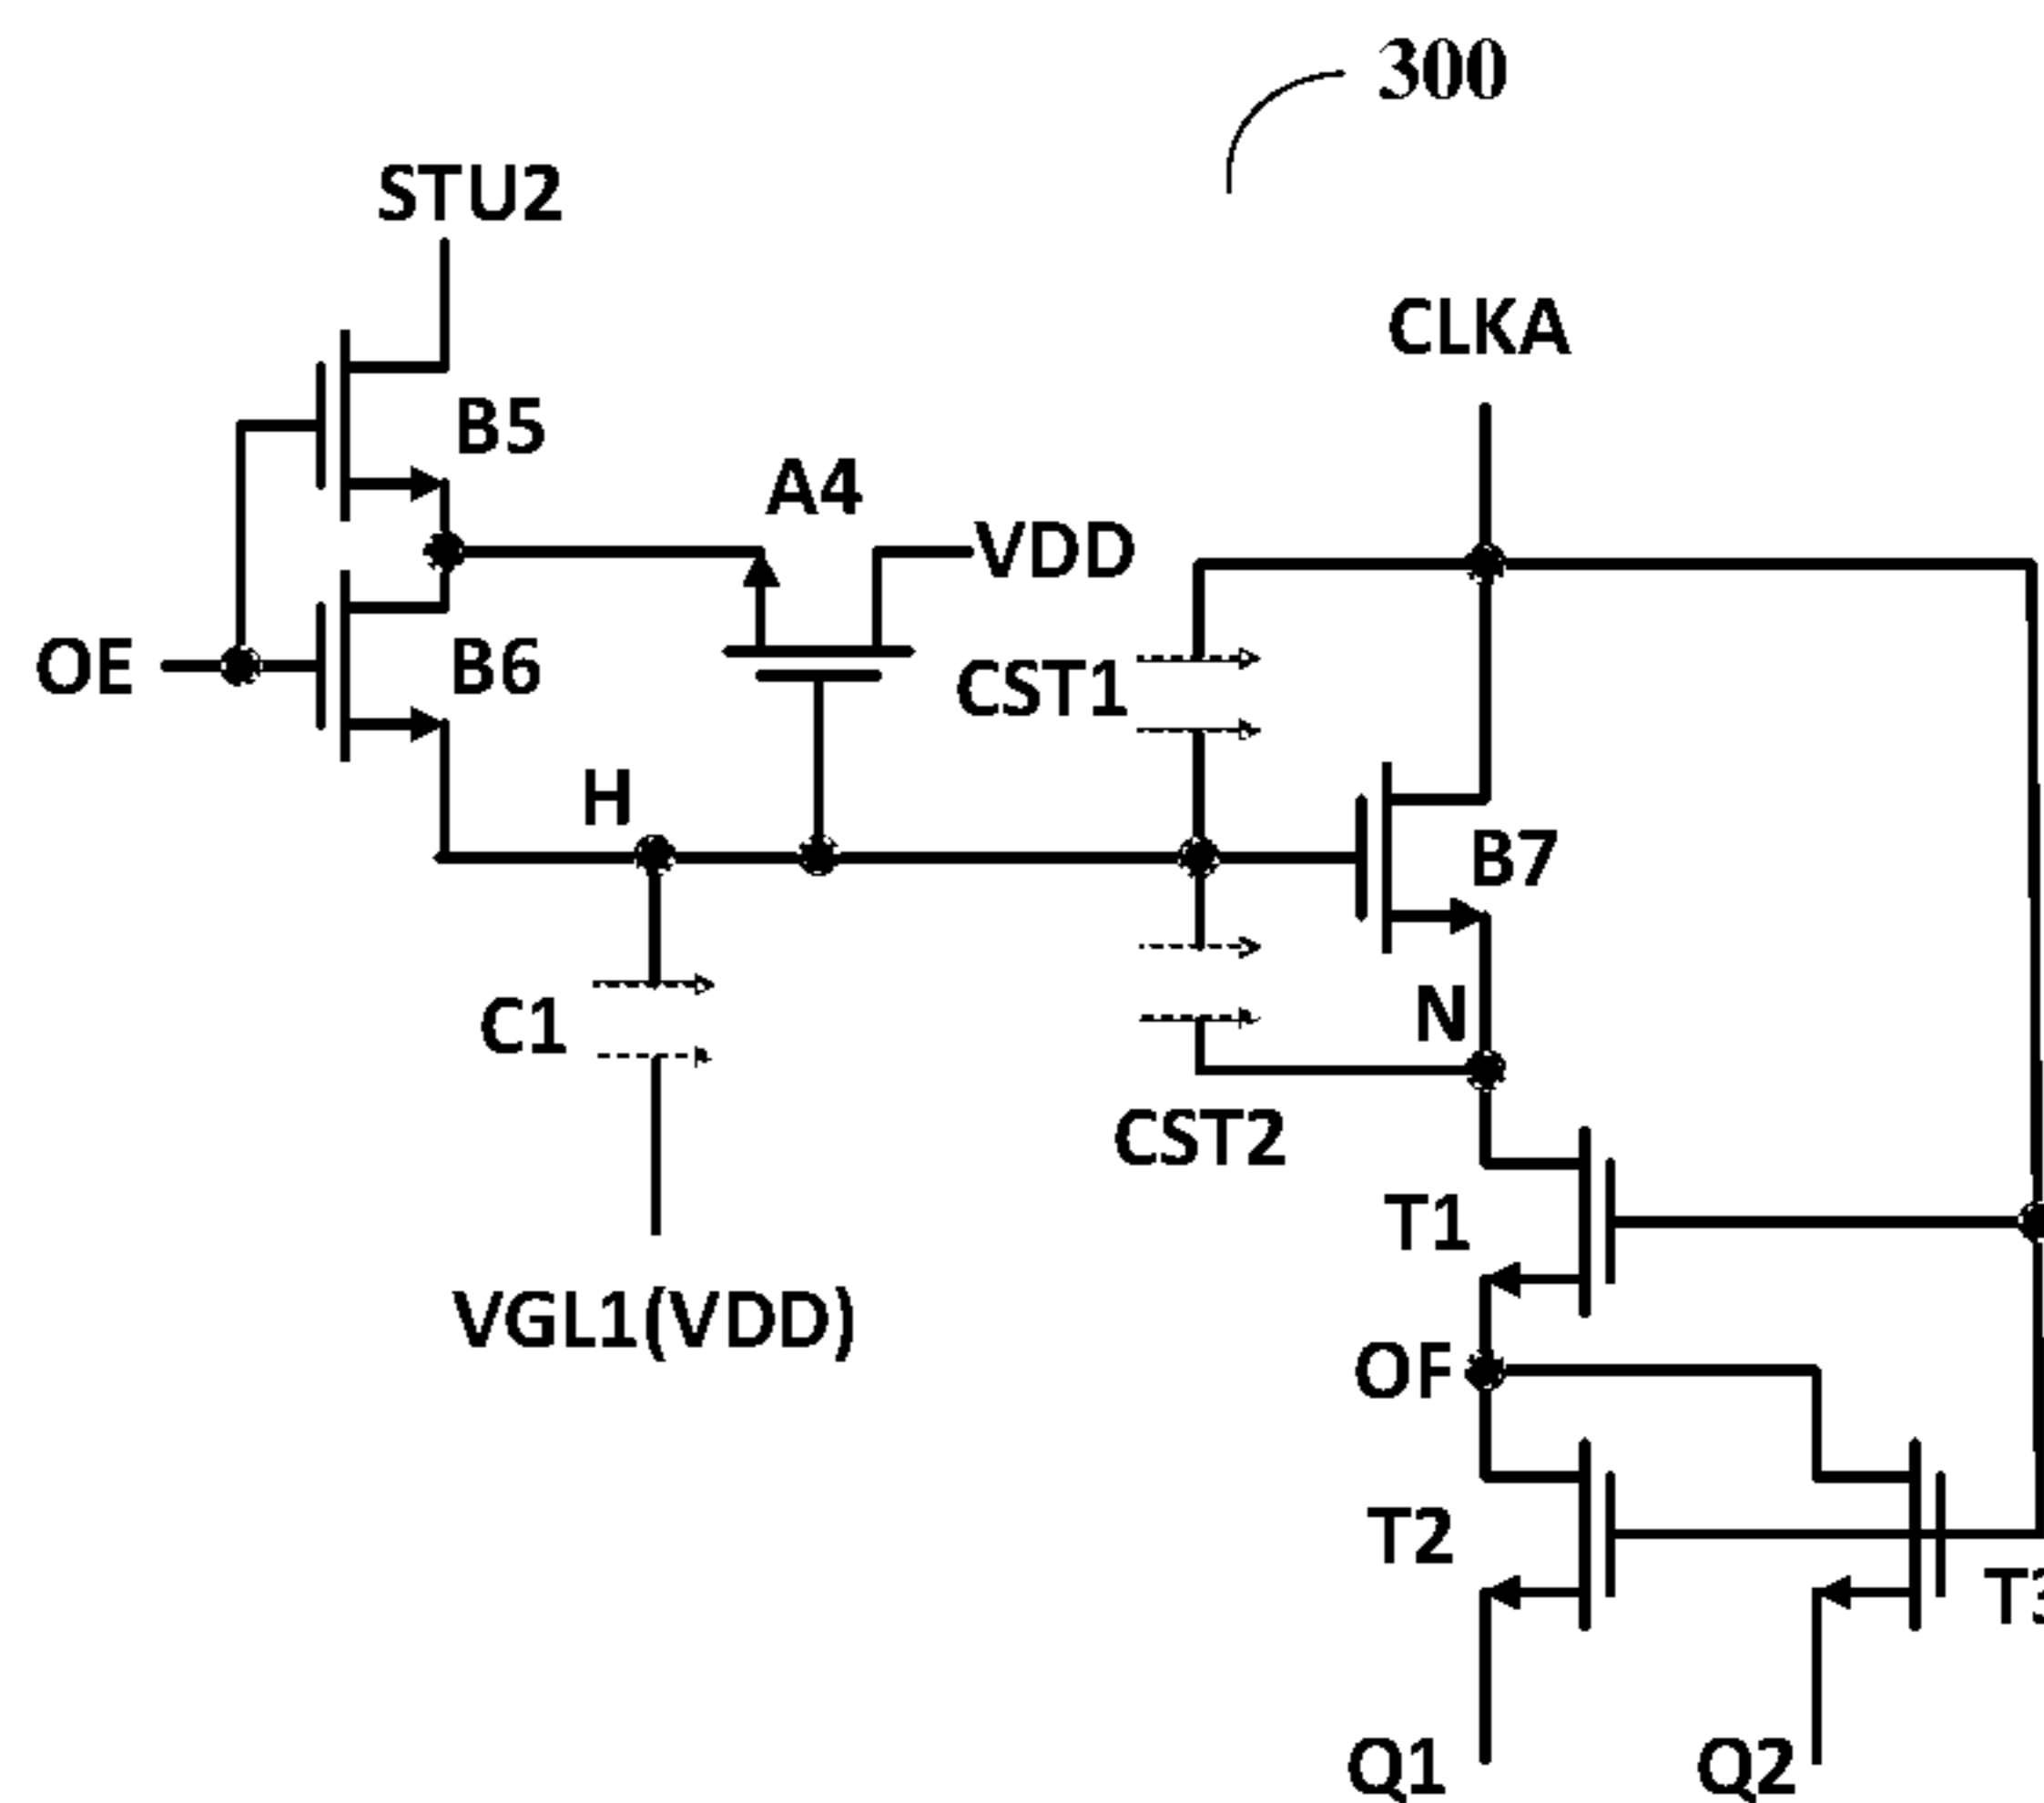 300
STU2
CLKA
B5
A4
VDD
OE
B6
CST1
H
B7
C1
N
CST2
T1
VGL1(VDD)
OF
T2
T3
Q1
Q2